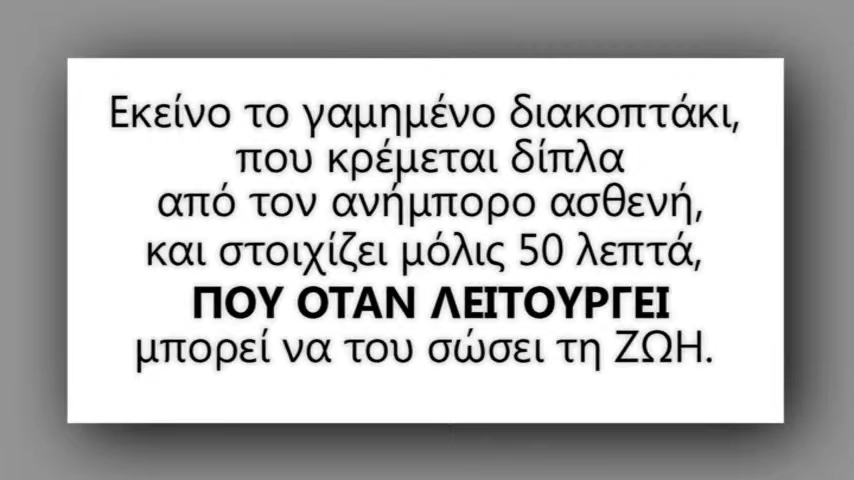 Εκείνο το γαμημένο διακοπτάκι,
που κρέμεται δίπλα
από τον ανήμπορο ασθενή,
και στοιχίζει μόλις 50 λεπτά,
ΠΟΥ ΟΤΑΝ ΛΕΙΤΟΥΡΓΕΙ
μπορεί να του σώσει τη ΖΩΗ.